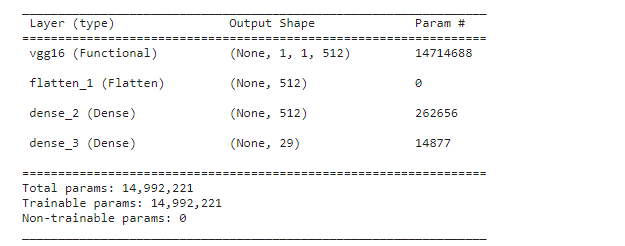 Layer (type) Output Shape Param #
vgg16 (Functional) (None, 1, 1, 512) 14714688
flatten_1 (Flatten) (None, 512) 0
dense_2 (Dense) (None, 512) 262656
dense_3 (Dense) (None, 29) 14877
Total params: 14,992,221
Trainable params: 14,992,221
Non-trainable params: 0